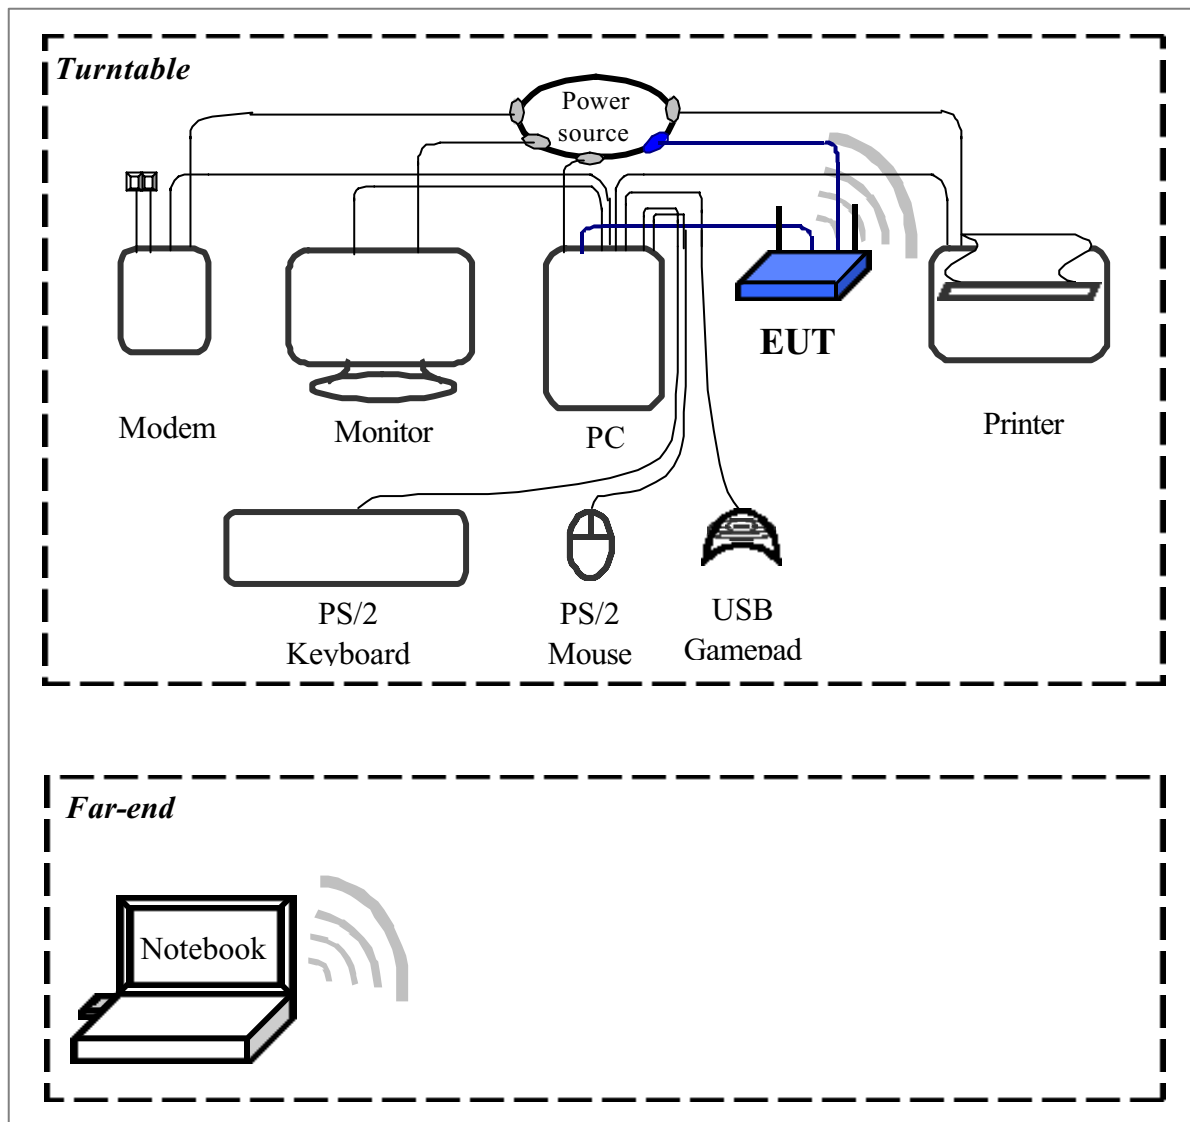 Turntable
Power
source
EUT
Modem
Monitor
PC
Printer
PS/2
Keyboard
PS/2
Mouse
USB
Gamepad
Far-end
Notebook